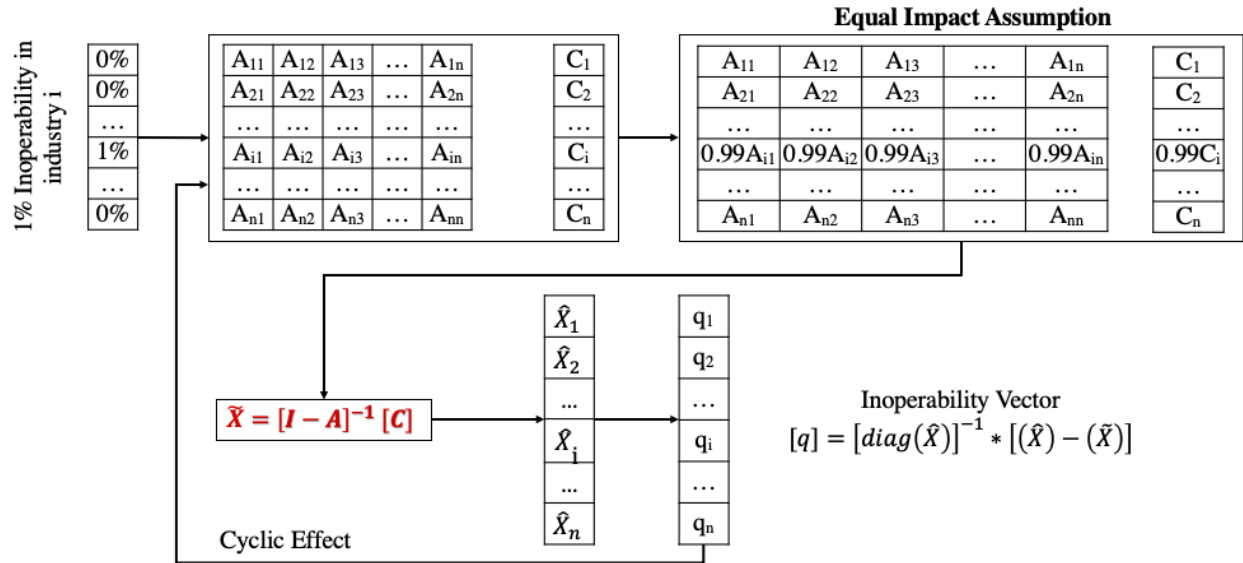 Equal Impact Assumption
1% Inoperability in
industry i
0%
0%
…
1%
…
0%
A₁₁ A₁₂ A₁₃ … A₁ₙ C₁
A₂₁ A₂₂ A₂₃ … A₂ₙ C₂
… … … … … …
Aᵢ₁ Aᵢ₂ Aᵢ₃ … Aᵢₙ Cᵢ
… … … … … …
Aₙ₁ Aₙ₂ Aₙ₃ … Aₙₙ Cₙ
A₁₁ A₁₂ A₁₃ … A₁ₙ C₁
A₂₁ A₂₂ A₂₃ … A₂ₙ C₂
… … … … … …
0.99Aᵢ₁ 0.99Aᵢ₂ 0.99Aᵢ₃ … 0.99Aᵢₙ 0.99Cᵢ
… … … … … …
Aₙ₁ Aₙ₂ Aₙ₃ … Aₙₙ Cₙ
X̃ = [I − A]⁻¹ [C]
X̂₁
X̂₂
...
X̂ᵢ
...
X̂ₙ
q₁
q₂
…
qᵢ
…
qₙ
Inoperability Vector
[q] = [diag(X̂)]⁻¹ ∗ [(X̂) − (X̃)]
Cyclic Effect